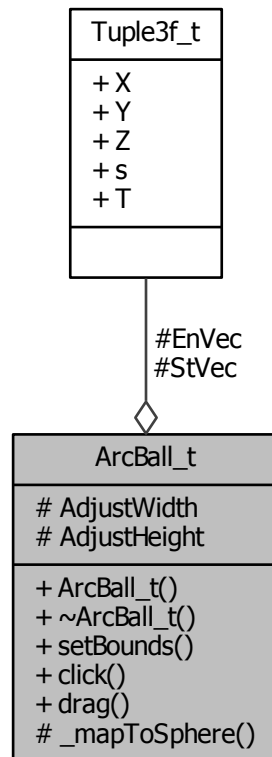 Tuple3f_t
+ X
+ Y
+ Z
+ s
+ T
#EnVec
#StVec
ArcBall_t
# AdjustWidth
# AdjustHeight
+ ArcBall_t()
+ ~ArcBall_t()
+ setBounds()
+ click()
+ drag()
# _mapToSphere()